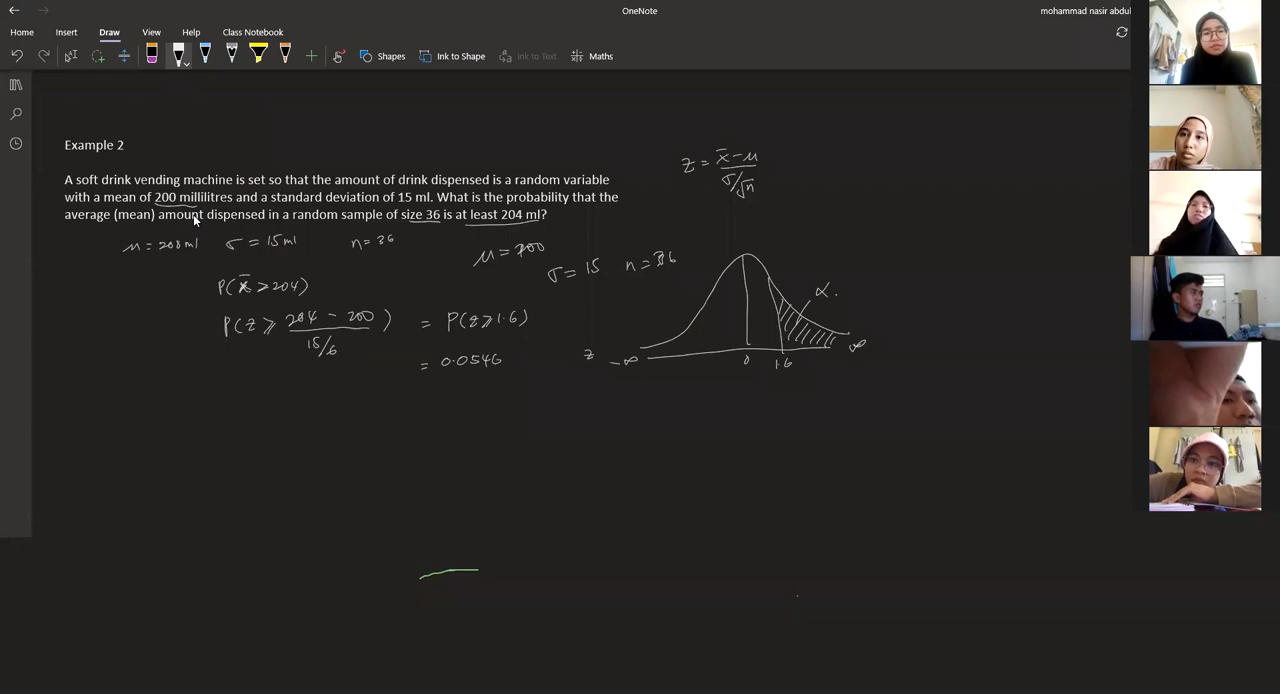 OneNote
mohammad nasir abdul
Home Insert Draw View Help Class Notebook
Shapes Ink to Shape Ink to Text Maths
Example 2
A soft drink vending machine is set so that the amount of drink dispensed is a random variable
with a mean of 200 millilitres and a standard deviation of 15 ml. What is the probability that the
average (mean) amount dispensed in a random sample of size 36 is at least 204 ml?
z = x̄ − μ / σ/√n
μ = 200 ml σ = 15 ml n = 36
μ = 200
σ = 15 n = 36
P(x̄ ⩾ 204)
P(z ⩾ 204 − 200 / 15/6) = P(z ⩾ 1.6)
= 0.0546
α.
z −∞ 0 1.6 ∞